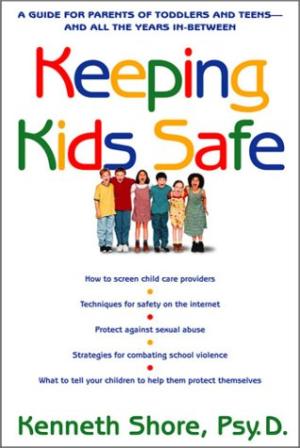 A GUIDE FOR PARENTS OF TODDLERS AND TEENS—
AND ALL THE YEARS IN-BETWEEN
Keeping
Kids Safe
How to screen child care providers
Techniques for safety on the internet
Protect against sexual abuse
Strategies for combating school violence
What to tell your children to help them protect themselves
Kenneth Shore, Psy.D.